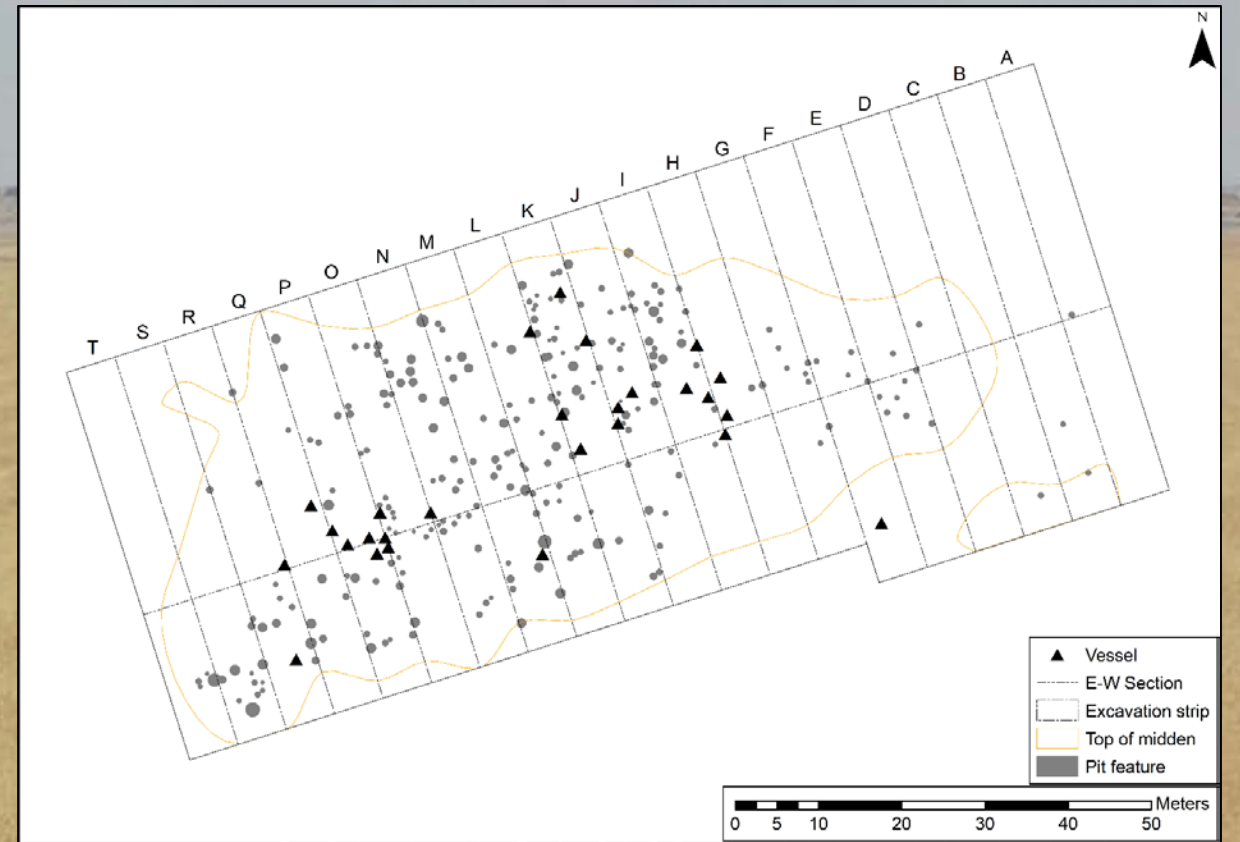 N
A
B
C
D
E
F
G
H
I
J
K
L
M
N
O
P
Q
R
S
T
Vessel
E-W Section
Excavation strip
Top of midden
Pit feature
Meters
0 5 10 20 30 40 50